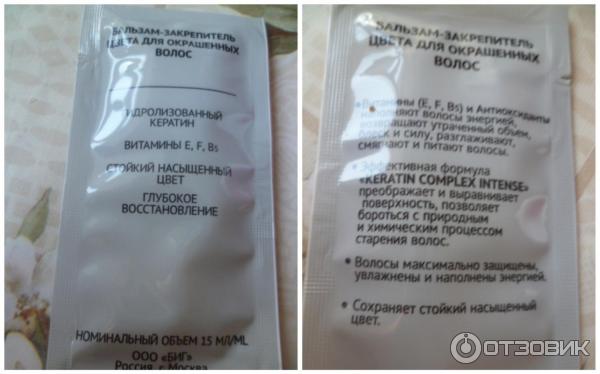 БАЛЬЗАМ-ЗАКРЕПИТЕЛЬ
ЦВЕТА ДЛЯ ОКРАШЕННЫХ
ВОЛОС
ГИДРОЛИЗОВАННЫЙ
КЕРАТИН
ВИТАМИНЫ E, F, B5
СТОЙКИЙ НАСЫЩЕННЫЙ
ЦВЕТ
ГЛУБОКОЕ
ВОССТАНОВЛЕНИЕ
НОМИНАЛЬНЫЙ ОБЪЕМ 15 МЛ/ML
ООО «БИГ»
Россия, г. Москва
БАЛЬЗАМ-ЗАКРЕПИТЕЛЬ
ЦВЕТА ДЛЯ ОКРАШЕННЫХ
ВОЛОС
• Витамины (E, F, B5) и Антиоксиданты
наполняют волосы энергией,
возвращают утраченный объем,
блеск и силу, разглаживают,
смягчают и питают волосы.
• Эффективная формула
«KERATIN COMPLEX INTENSE»
преображает и выравнивает
поверхность, позволяет
бороться с природным
и химическим процессом
старения волос.
• Волосы максимально защищены,
увлажнены и наполнены энергией.
• Сохраняет стойкий насыщенный
цвет.
ОТЗОВИК